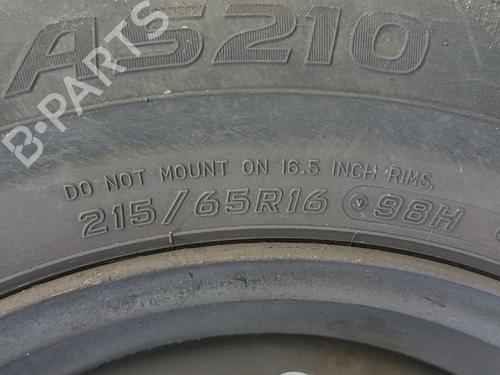 AS210
B-PARTS
DO NOT MOUNT ON 16.5 INCH RIMS.
215/65R16 V 98H